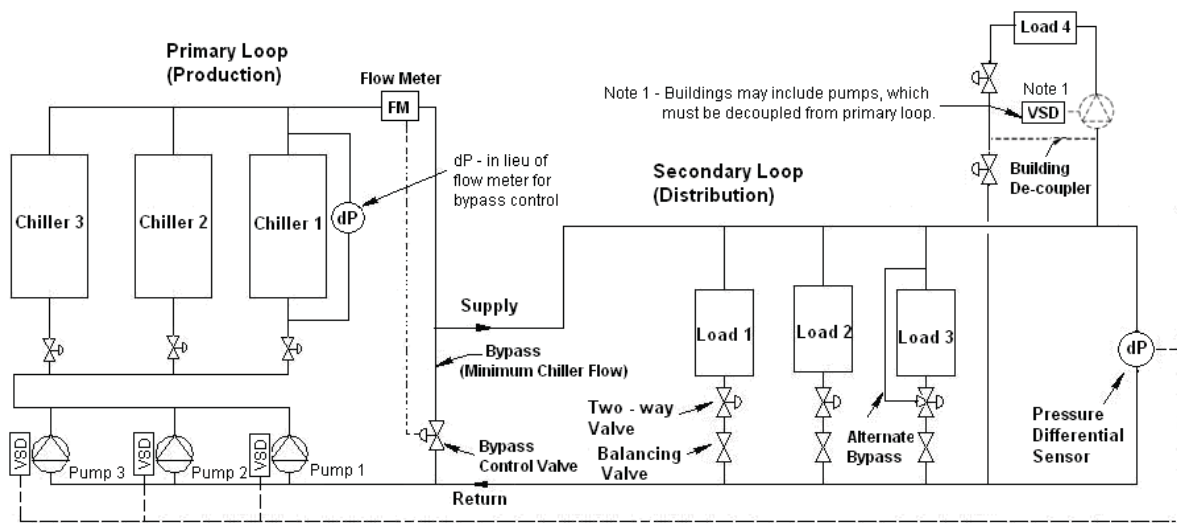 Primary Loop
(Production)
Flow Meter
FM
Load 4
Note 1 - Buildings may include pumps, which
must be decoupled from primary loop.
Note 1
VSD
Building
De-coupler
dP - in lieu of
flow meter for
bypass control
dP
Chiller 3
Chiller 2
Chiller 1
Secondary Loop
(Distribution)
Supply
Bypass
(Minimum Chiller Flow)
Load 1
Load 2
Load 3
dP
Two - way
Valve
Balancing
Valve
Alternate
Bypass
Pressure
Differential
Sensor
Bypass
Control Valve
VSD
Pump 3
VSD
Pump 2
VSD
Pump 1
Return